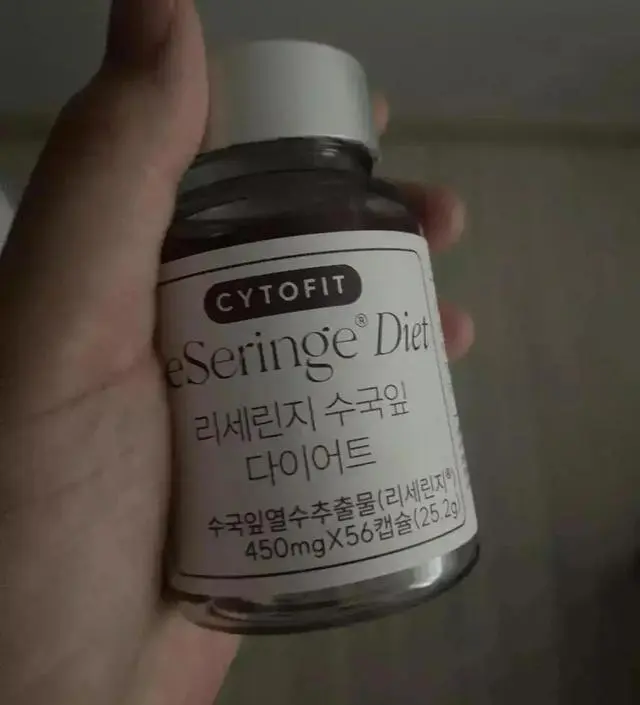 CYTOFIT
eSeringe® Diet
리세린지 수국잎
다이어트
수국잎열수추출물(리세린지®)
450mgX56캡슐(25.2g)